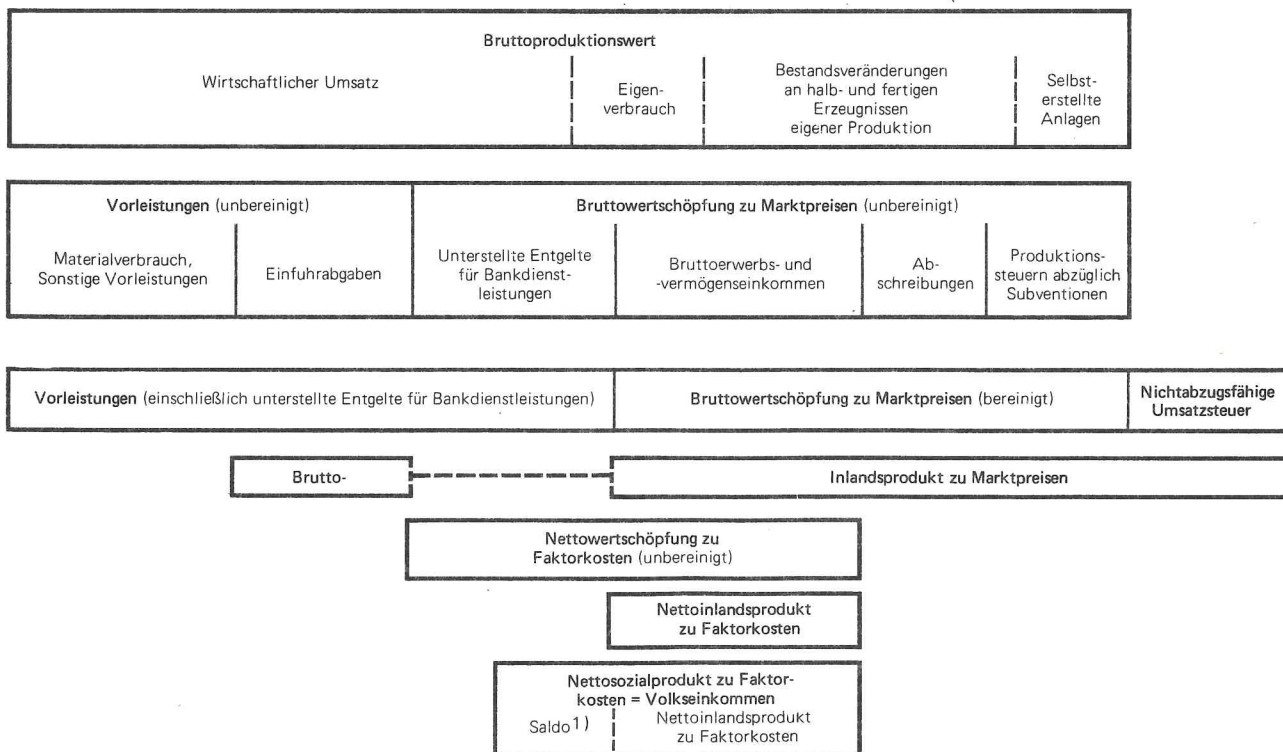 Bruttoproduktionswert
Wirtschaftlicher Umsatz
Eigen-
verbrauch
Bestandsveränderungen
an halb- und fertigen
Erzeugnissen
eigener Produktion
Selbst-
erstellte
Anlagen
Vorleistungen (unbereinigt)
Bruttowertschöpfung zu Marktpreisen (unbereinigt)
Materialverbrauch,
Sonstige Vorleistungen
Einfuhrabgaben
Unterstellte Entgelte
für Bankdienst-
leistungen
Bruttoerwerbs- und
-vermögenseinkommen
Ab-
schreibungen
Produktions-
steuern abzüglich
Subventionen
Vorleistungen (einschließlich unterstellte Entgelte für Bankdienstleistungen)
Bruttowertschöpfung zu Marktpreisen (bereinigt)
Nichtabzugsfähige
Umsatzsteuer
Brutto-
Inlandsprodukt zu Marktpreisen
Nettowertschöpfung zu
Faktorkosten (unbereinigt)
Nettoinlandsprodukt
zu Faktorkosten
Nettosozialprodukt zu Faktor-
kosten = Volkseinkommen
Saldo 1)
Nettoinlandsprodukt
zu Faktorkosten